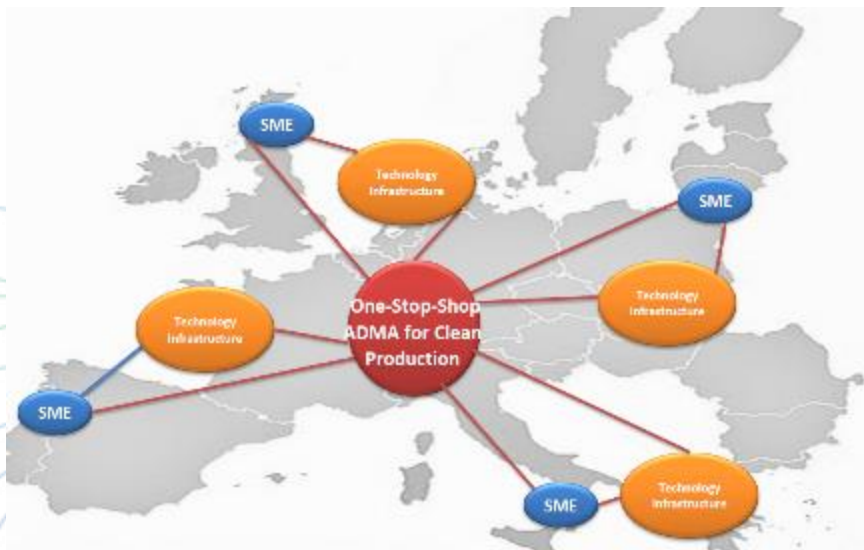 SME
Technology
Infrastructure
SME
One-Stop-Shop
ADMA for Clean
Production
Technology
Infrastructure
Technology
Infrastructure
SME
Technology
Infrastructure
SME